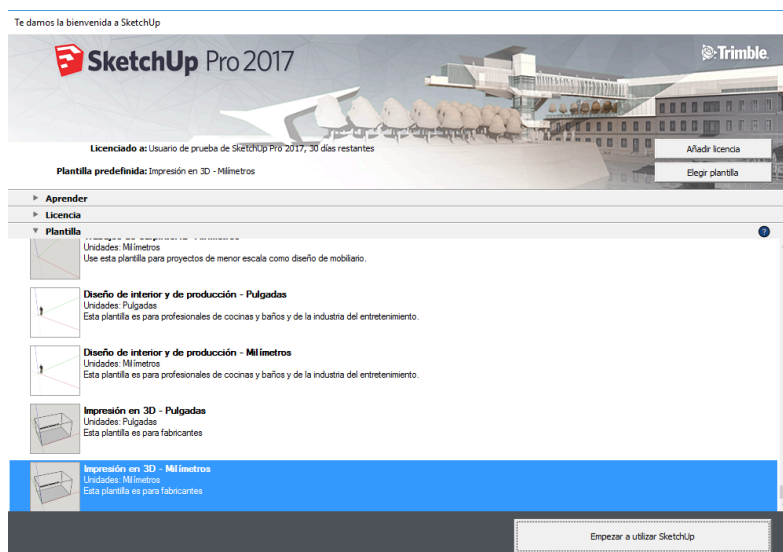 Te damos la bienvenida a SketchUp
SketchUp Pro 2017
Trimble.
Licenciado a: Usuario de prueba de SketchUp Pro 2017, 30 días restantes
Añadir licencia
Plantilla predefinida: Impresión en 3D - Milímetros
Elegir plantilla
Aprender
Licencia
Plantilla
?
Unidades: Milímetros
Use esta plantilla para proyectos de menor escala como diseño de mobiliario.
Diseño de interior y de producción - Pulgadas
Unidades: Pulgadas
Esta plantilla es para profesionales de cocinas y baños y de la industria del entretenimiento.
Diseño de interior y de producción - Milímetros
Unidades: Milímetros
Esta plantilla es para profesionales de cocinas y baños y de la industria del entretenimiento.
Impresión en 3D - Pulgadas
Unidades: Pulgadas
Esta plantilla es para fabricantes
Impresión en 3D - Milímetros
Unidades: Milímetros
Esta plantilla es para fabricantes
Empezar a utilizar SketchUp